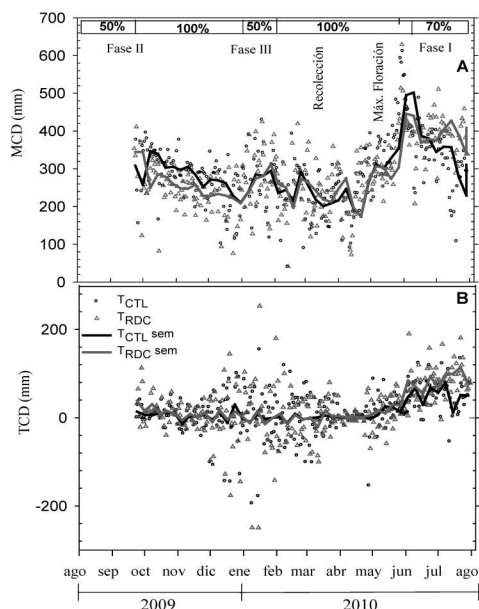 700
50%
100%
50%
100%
70%
Fase II
Fase III
Recolección
Máx. Floración
Fase I
A
600
500
400
300
200
100
0
MCD (mm)
B
TCTL
TRDC
TCTL sem
TRDC sem
200
0
-200
TCD (mm)
ago sep oct nov dic ene feb mar abr may jun jul ago
2009 2010